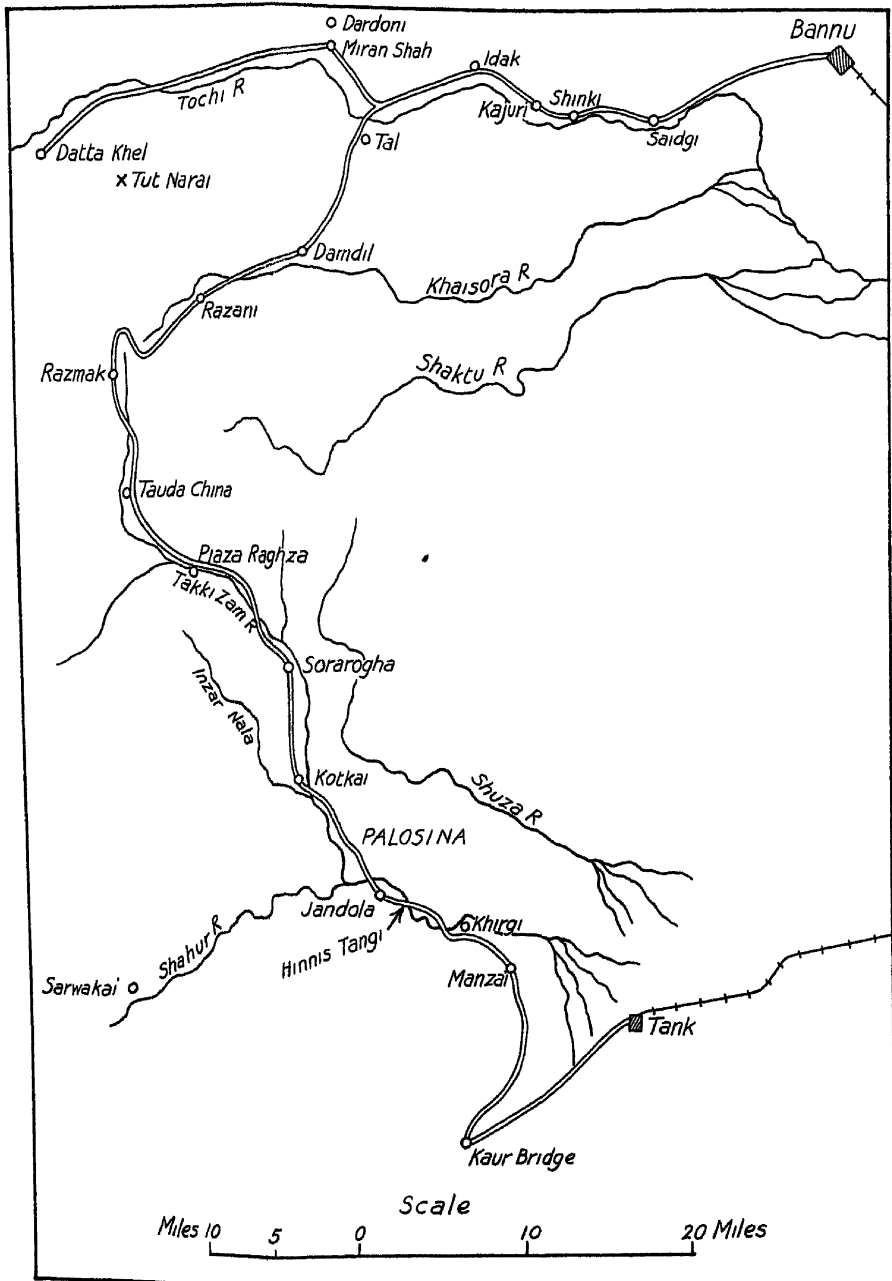 Dardoni
Miran Shah
Bannu
Idak
Tochi R
Kajuri
Shinki
Saidgi
Tal
Datta Khel
x Tut Narai
Damdil
Khaisora R
Razani
Shaktu R
Razmak
Tauda China
Piaza Raghza
Takki Zam R
Sorarogha
Inzar Nala
Kotkai
Shuza R
PALOSINA
Jandola
Khirgi
Shahur R
Hinnis Tangi
Manzai
Sarwakai
Tank
Kaur Bridge
Scale
Miles 10 5 0 10 20 Miles